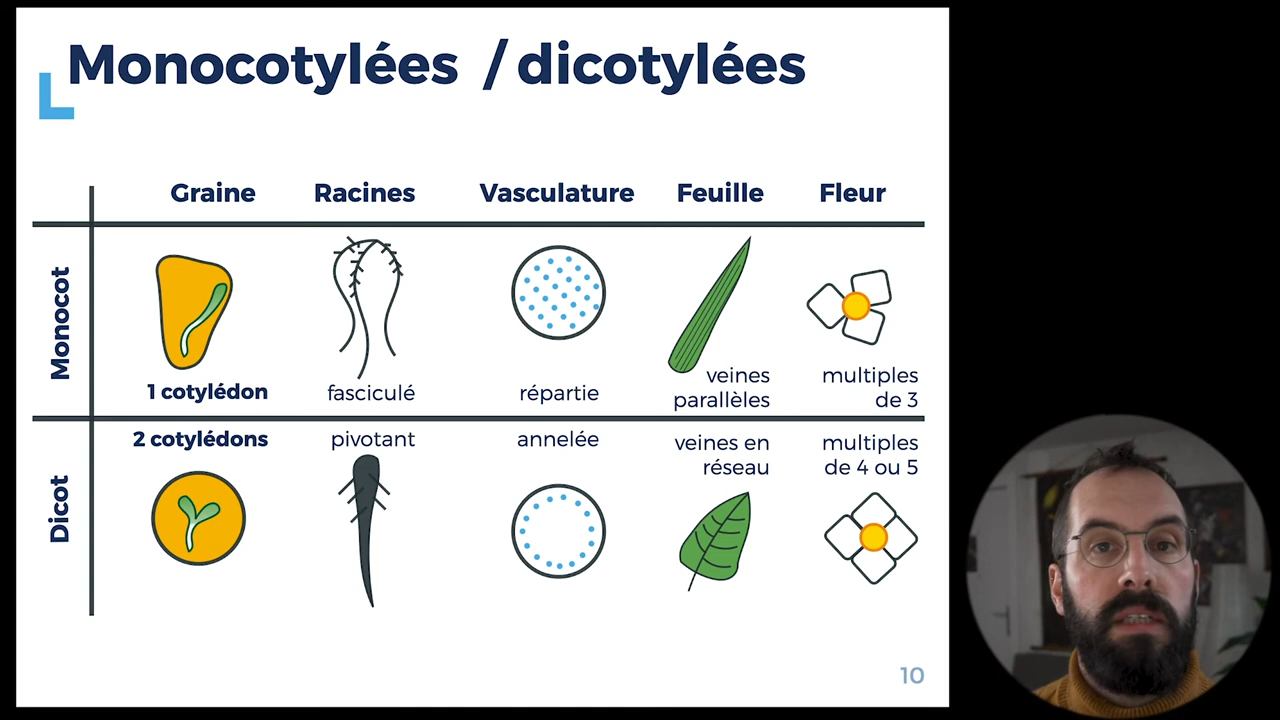 Monocotylées / dicotylées
Graine Racines Vasculature Feuille Fleur
Monocot
1 cotylédon
fasciculé
répartie
veines
parallèles
multiples
de 3
Dicot
2 cotylédons
pivotant
annelée
veines en
réseau
multiples
de 4 ou 5
10